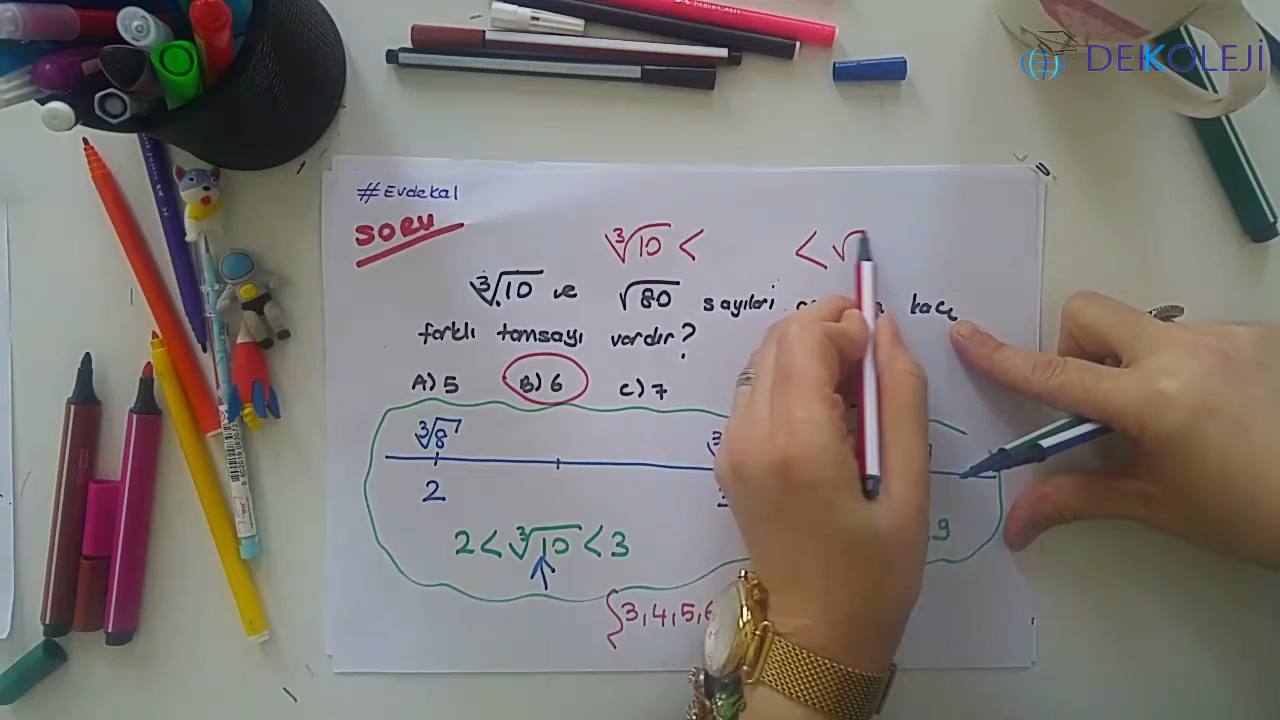 DEKOLEJİ
#Evdekal
SORU
∛10 < < √
∛10 ve √80 sayıları kaç
farklı tamsayı vardır?
A) 5 B) 6 C) 7
∛8
2
2 < ∛10 < 3
{3, 4, 5, 6